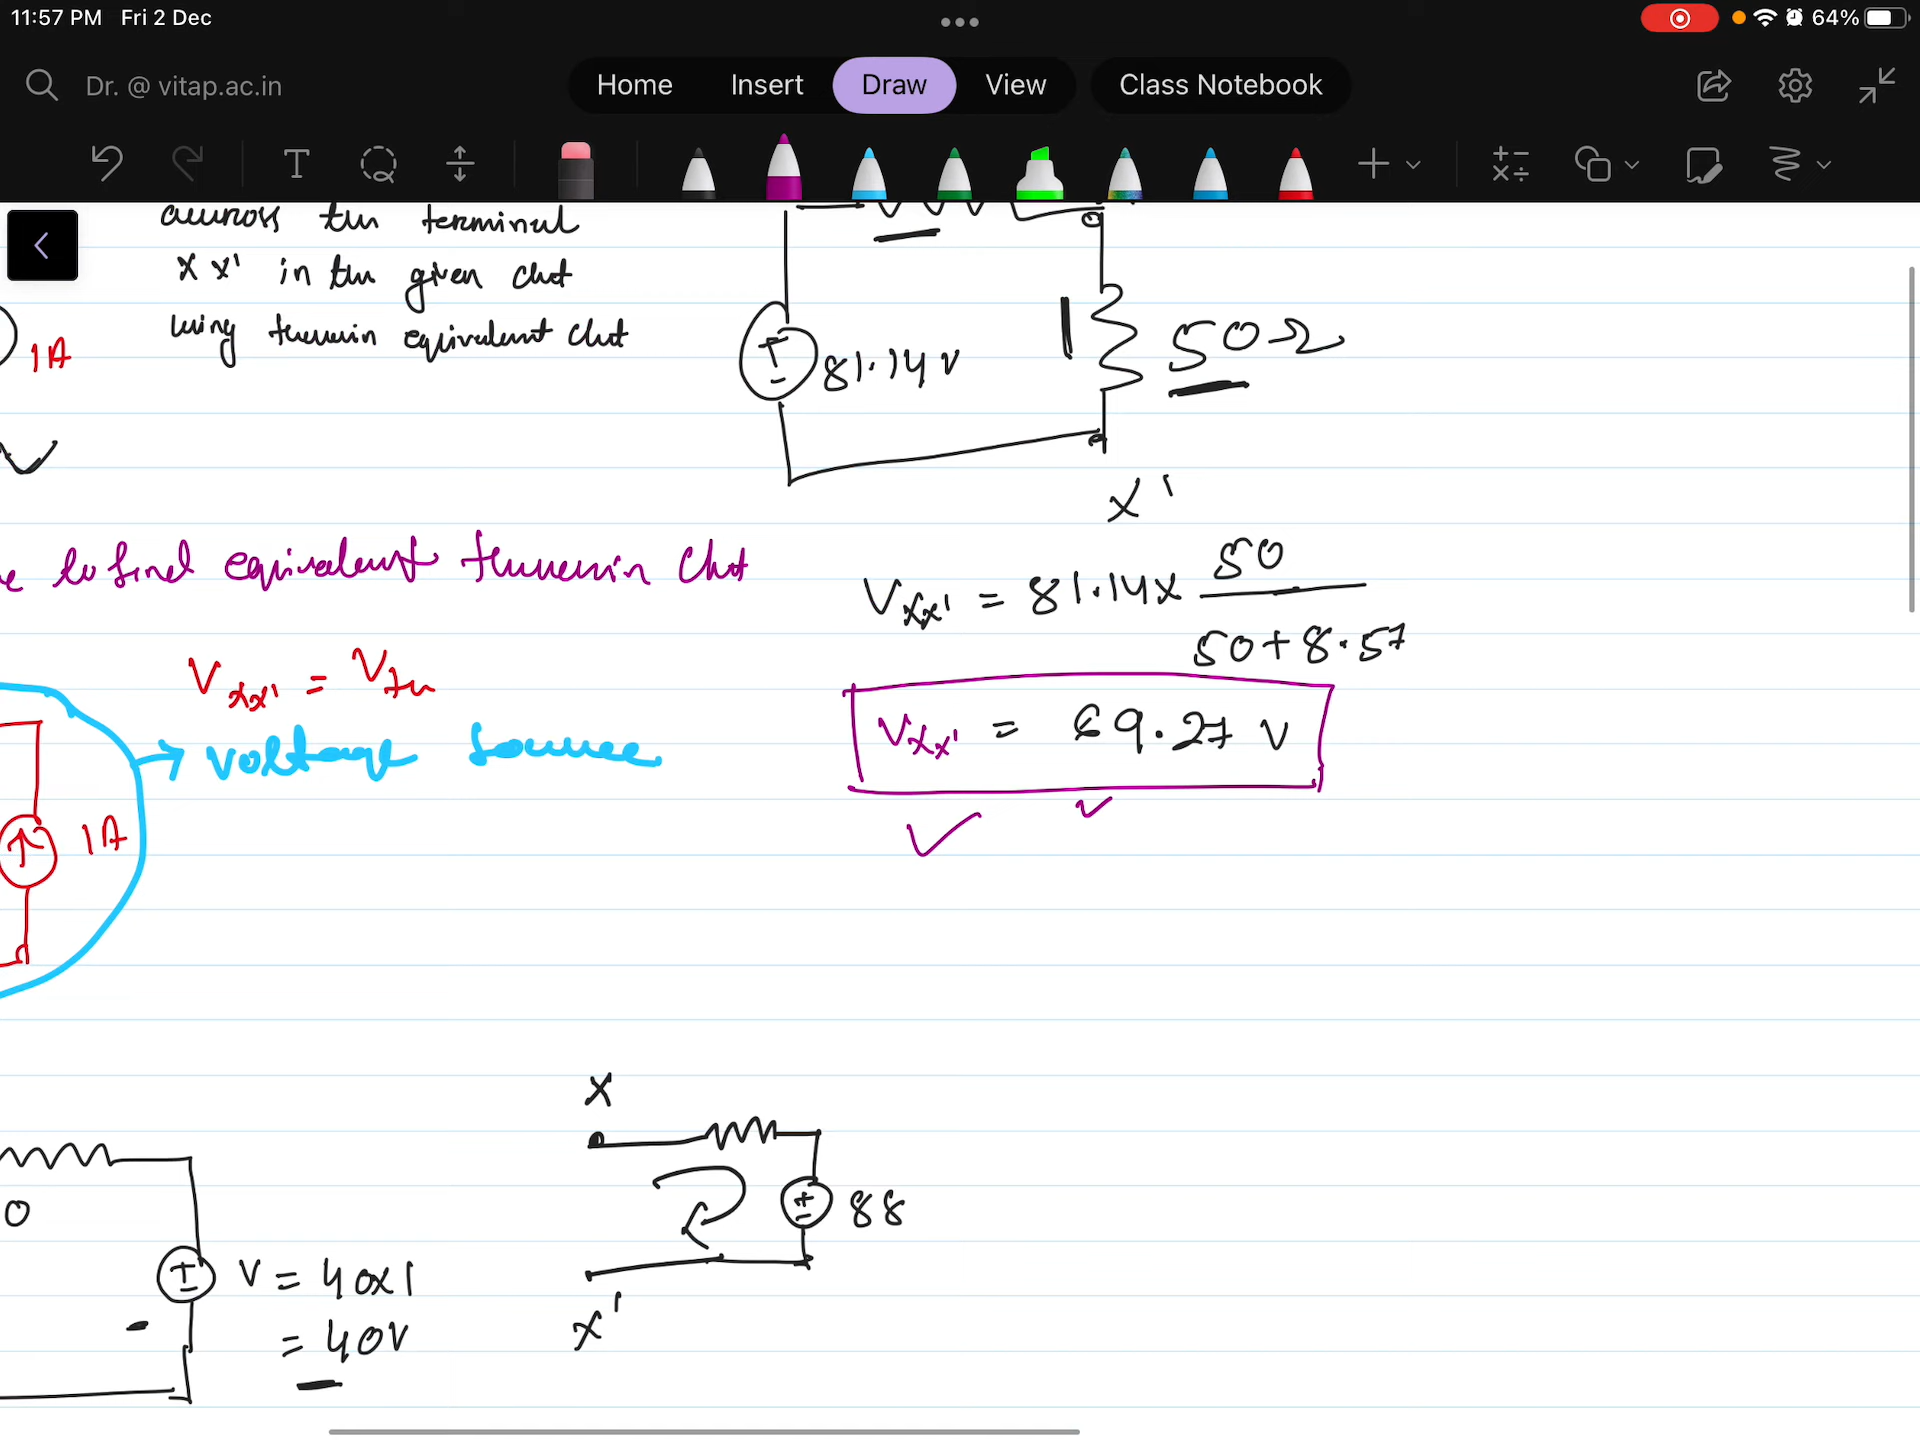 11:57 PM Fri 2 Dec
64%
Dr. @ vitap.ac.in
Home Insert Draw View Class Notebook
T
across the terminal
X X' in the given ckt
using thevenin equivalent ckt
1A
81.14 V
50Ω
X'
e to find equivalent thevenin ckt
Vxx' = 81.14 x 50
50 + 8.57
Vxx' = Vth
→ voltage source
Vxx' = 69.27 V
1A
X
0
88
V = 40x1
= 40V
X'